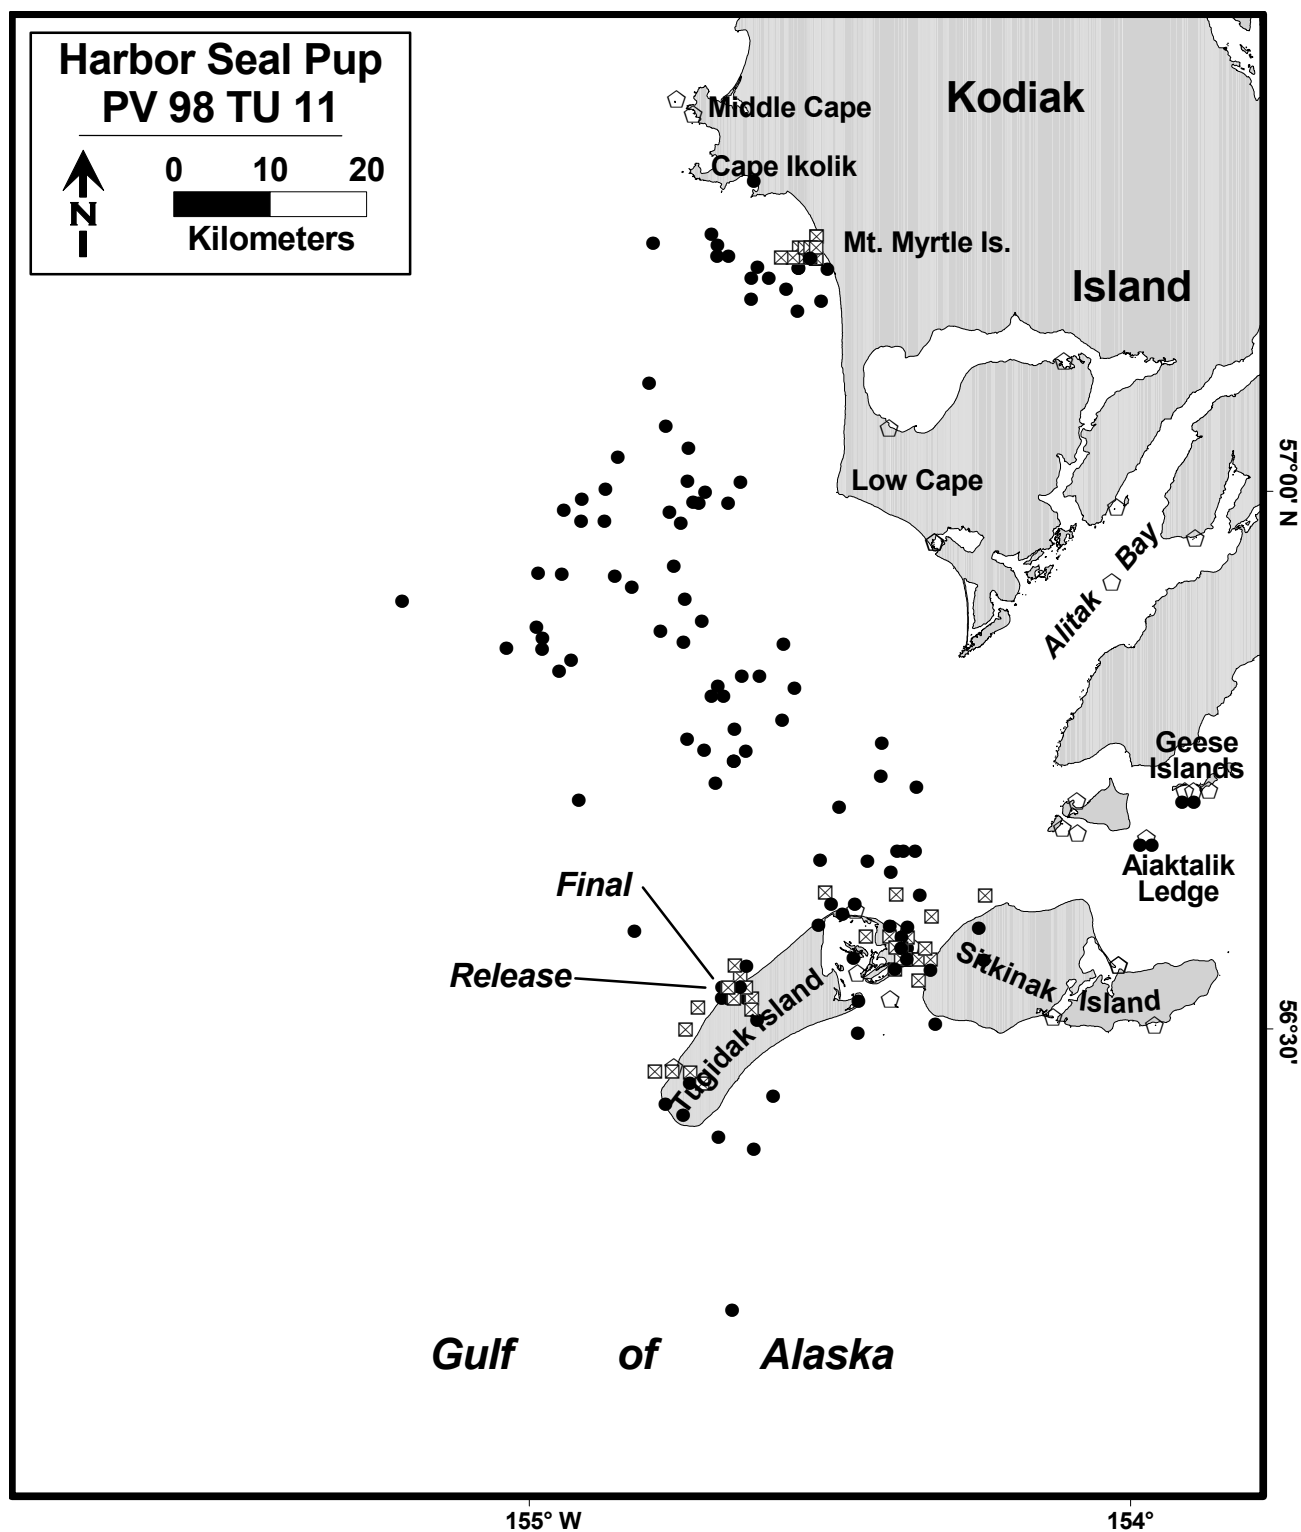 Harbor Seal Pup
PV 98 TU 11
0 10 20
N
Kilometers
Middle Cape
Kodiak
Cape Ikolik
Mt. Myrtle Is.
Island
Low Cape
57°00' N
Alitak Bay
Geese
Islands
Aiaktalik
Ledge
Final
Release
Sitkinak
Island
Tugidak Island
56°30'
Gulf of Alaska
155° W
154°